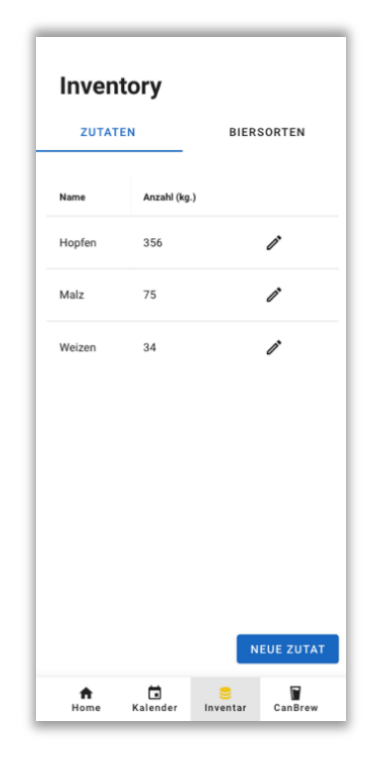 Inventory
ZUTATEN BIERSORTEN
Name Anzahl (kg.)
Hopfen 356
Malz 75
Weizen 34
NEUE ZUTAT
Home Kalender Inventar CanBrew